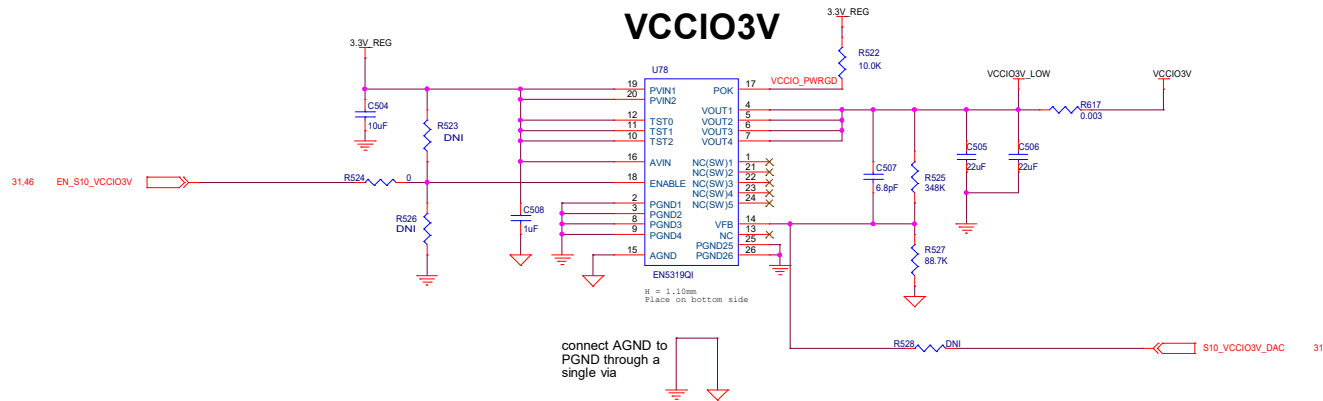 VCCIO3V
3.3V_REG
3.3V_REG
R522
10.0K
U78
VCCIO_PWRGD
VCCIO3V_LOW
VCCIO3V
R617
0.003
C504
10uF
R523
DNI
31,46 EN_S10_VCCIO3V
R524 0
R526
DNI
C508
1uF
19 PVIN1
20 PVIN2
12 TST0
11 TST1
10 TST2
16 AVIN
18 ENABLE
2 PGND1
3 PGND2
8 PGND3
9 PGND4
15 AGND
POK 17
VOUT1 4
VOUT2 5
VOUT3 6
VOUT4 7
NC(SW)1 1
NC(SW)2 21
NC(SW)3 22
NC(SW)4 23
NC(SW)5 24
VFB 14
NC 13
PGND25 25
PGND26 26
EN5319QI
H = 1.10mm
Place on bottom side
C507
6.8pF
R525
348K
C505
22uF
C506
22uF
R527
88.7K
R528 DNI
S10_VCCIO3V_DAC 31
connect AGND to
PGND through a
single via